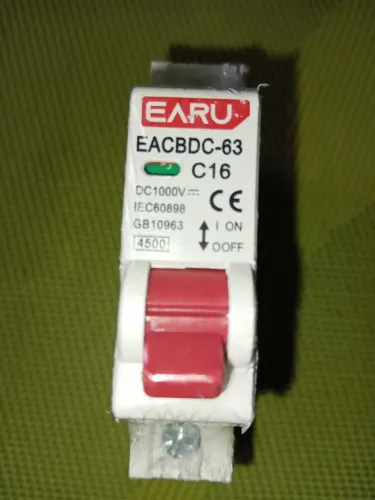 EARU
EACBDC-63
C16
DC1000V⎓
IEC60898 CE
GB10963 I ON
4500 O OFF